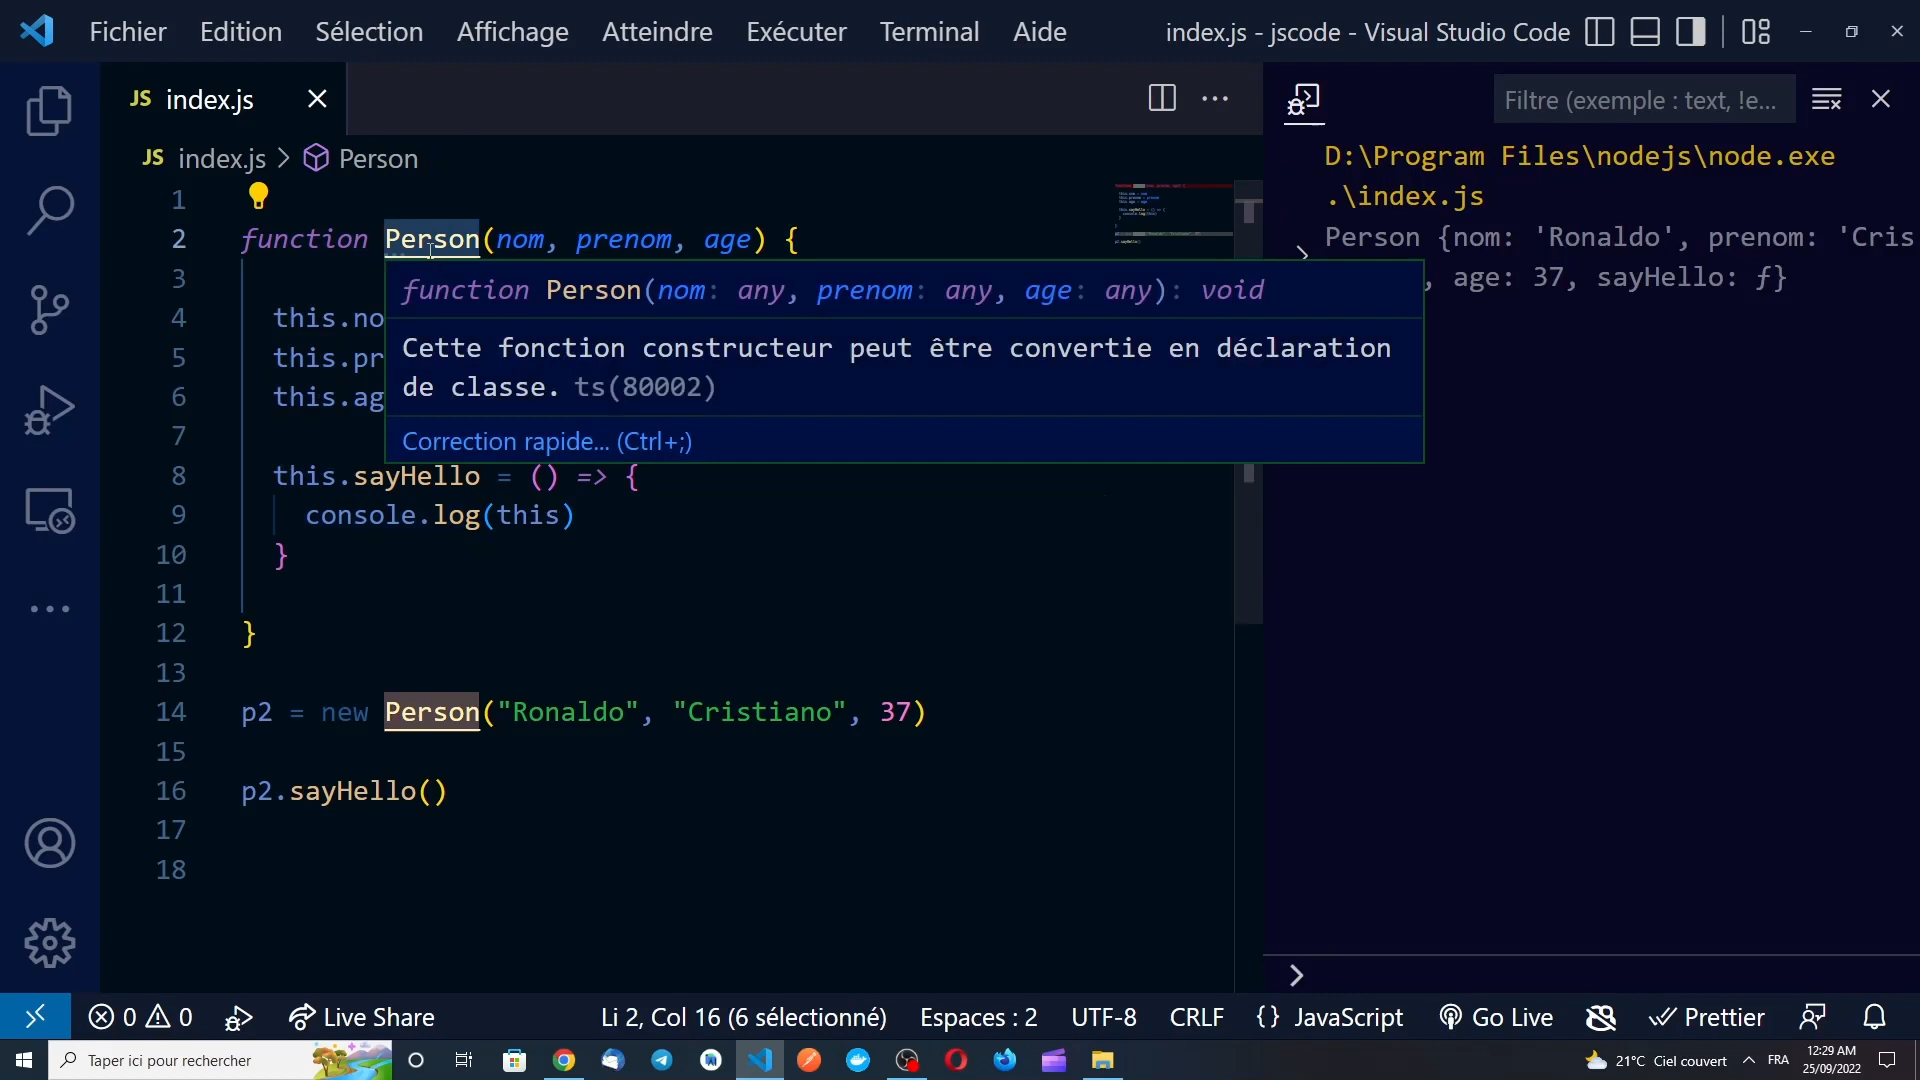 Fichier Edition Sélection Affichage Atteindre Exécuter Terminal Aide index.js - jscode - Visual Studio Code
JS index.js
Filtre (exemple : text, !e...
JS index.js > Person
1
2 function Person(nom, prenom, age) {
3
function Person(nom: any, prenom: any, age: any): void
4 this.no
Cette fonction constructeur peut être convertie en déclaration
5 this.pr
de classe. ts(80002)
6 this.ag
7
Correction rapide... (Ctrl+;)
8 this.sayHello = () => {
9 console.log(this)
10 }
11
12 }
13
14 p2 = new Person("Ronaldo", "Cristiano", 37)
15
16 p2.sayHello()
17
18
D:\Program Files\nodejs\node.exe
.\index.js
Person {nom: 'Ronaldo', prenom: 'Cris
, age: 37, sayHello: ƒ}
0 0 Live Share Li 2, Col 16 (6 sélectionné) Espaces : 2 UTF-8 CRLF {} JavaScript Go Live Prettier
Taper ici pour rechercher
21°C Ciel couvert FRA 12:29 AM
25/09/2022